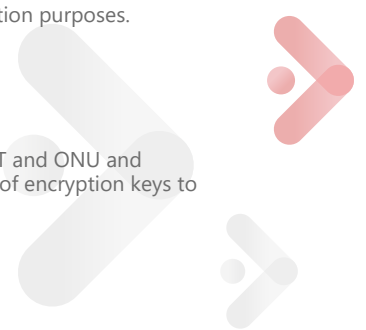 tion purposes.
T and ONU and
of encryption keys to